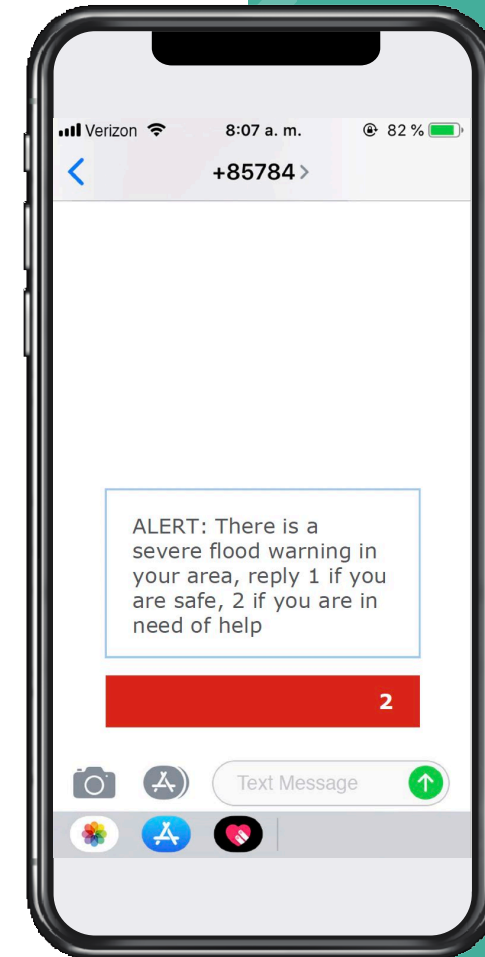 Verizon 8:07 a. m. 82 %
+85784
ALERT: There is a
severe flood warning in
your area, reply 1 if you
are safe, 2 if you are in
need of help
2
Text Message